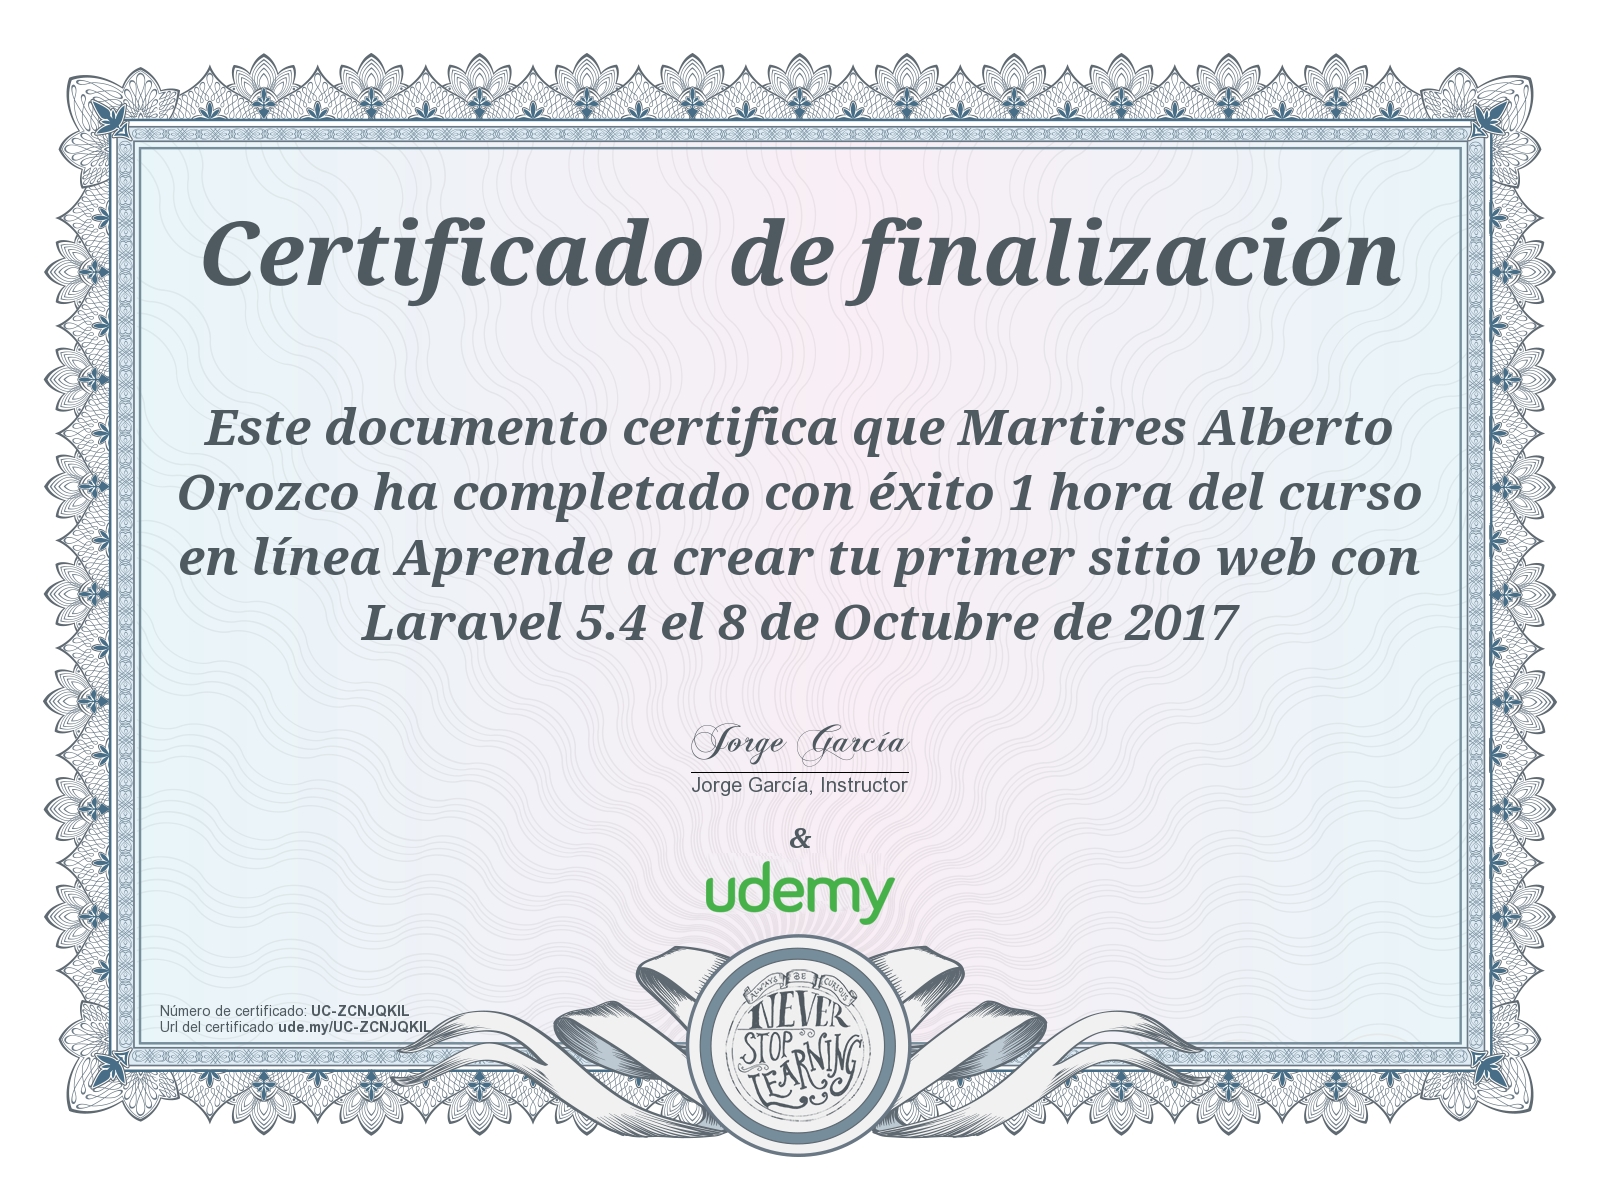 Certificado de finalización
Este documento certifica que Martires Alberto
Orozco ha completado con éxito 1 hora del curso
en línea Aprende a crear tu primer sitio web con
Laravel 5.4 el 8 de Octubre de 2017
Jorge García
Jorge García, Instructor
&
udemy
Número de certificado: UC-ZCNJQKIL
Url del certificado ude.my/UC-ZCNJQKIL
ALWAYS BE CURIOUS
NEVER
STOP
LEARNING